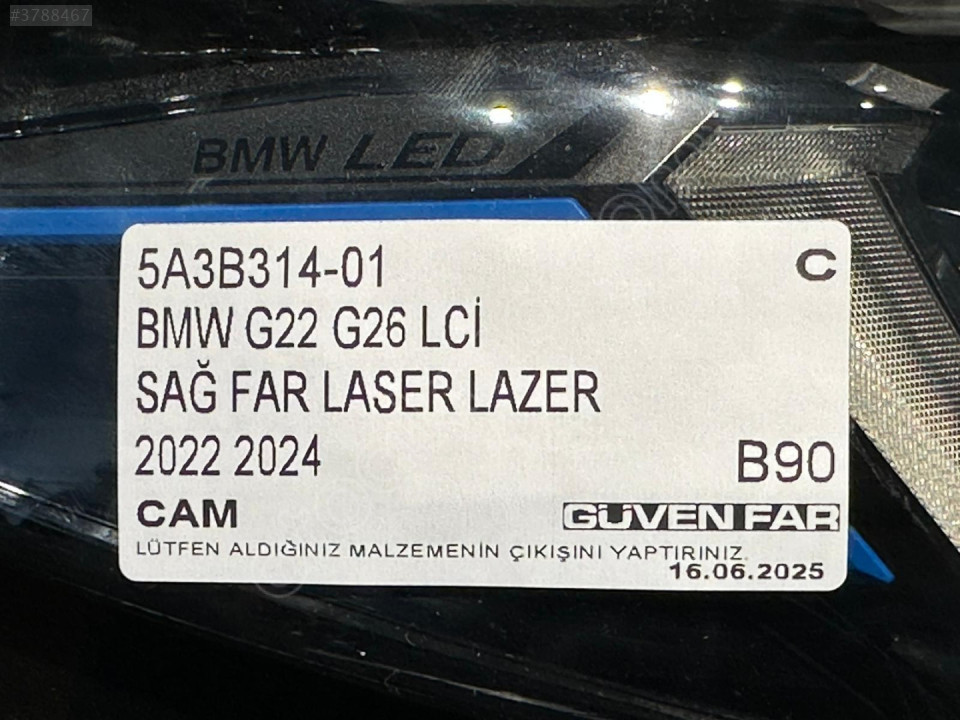 #3788467
BMW LED
5A3B314-01 C
BMW G22 G26 LCİ
SAĞ FAR LASER LAZER
2022 2024 B90
CAM GÜVEN FAR
LÜTFEN ALDIĞINIZ MALZEMENİN ÇIKIŞINI YAPTIRINIZ.
16.06.2025